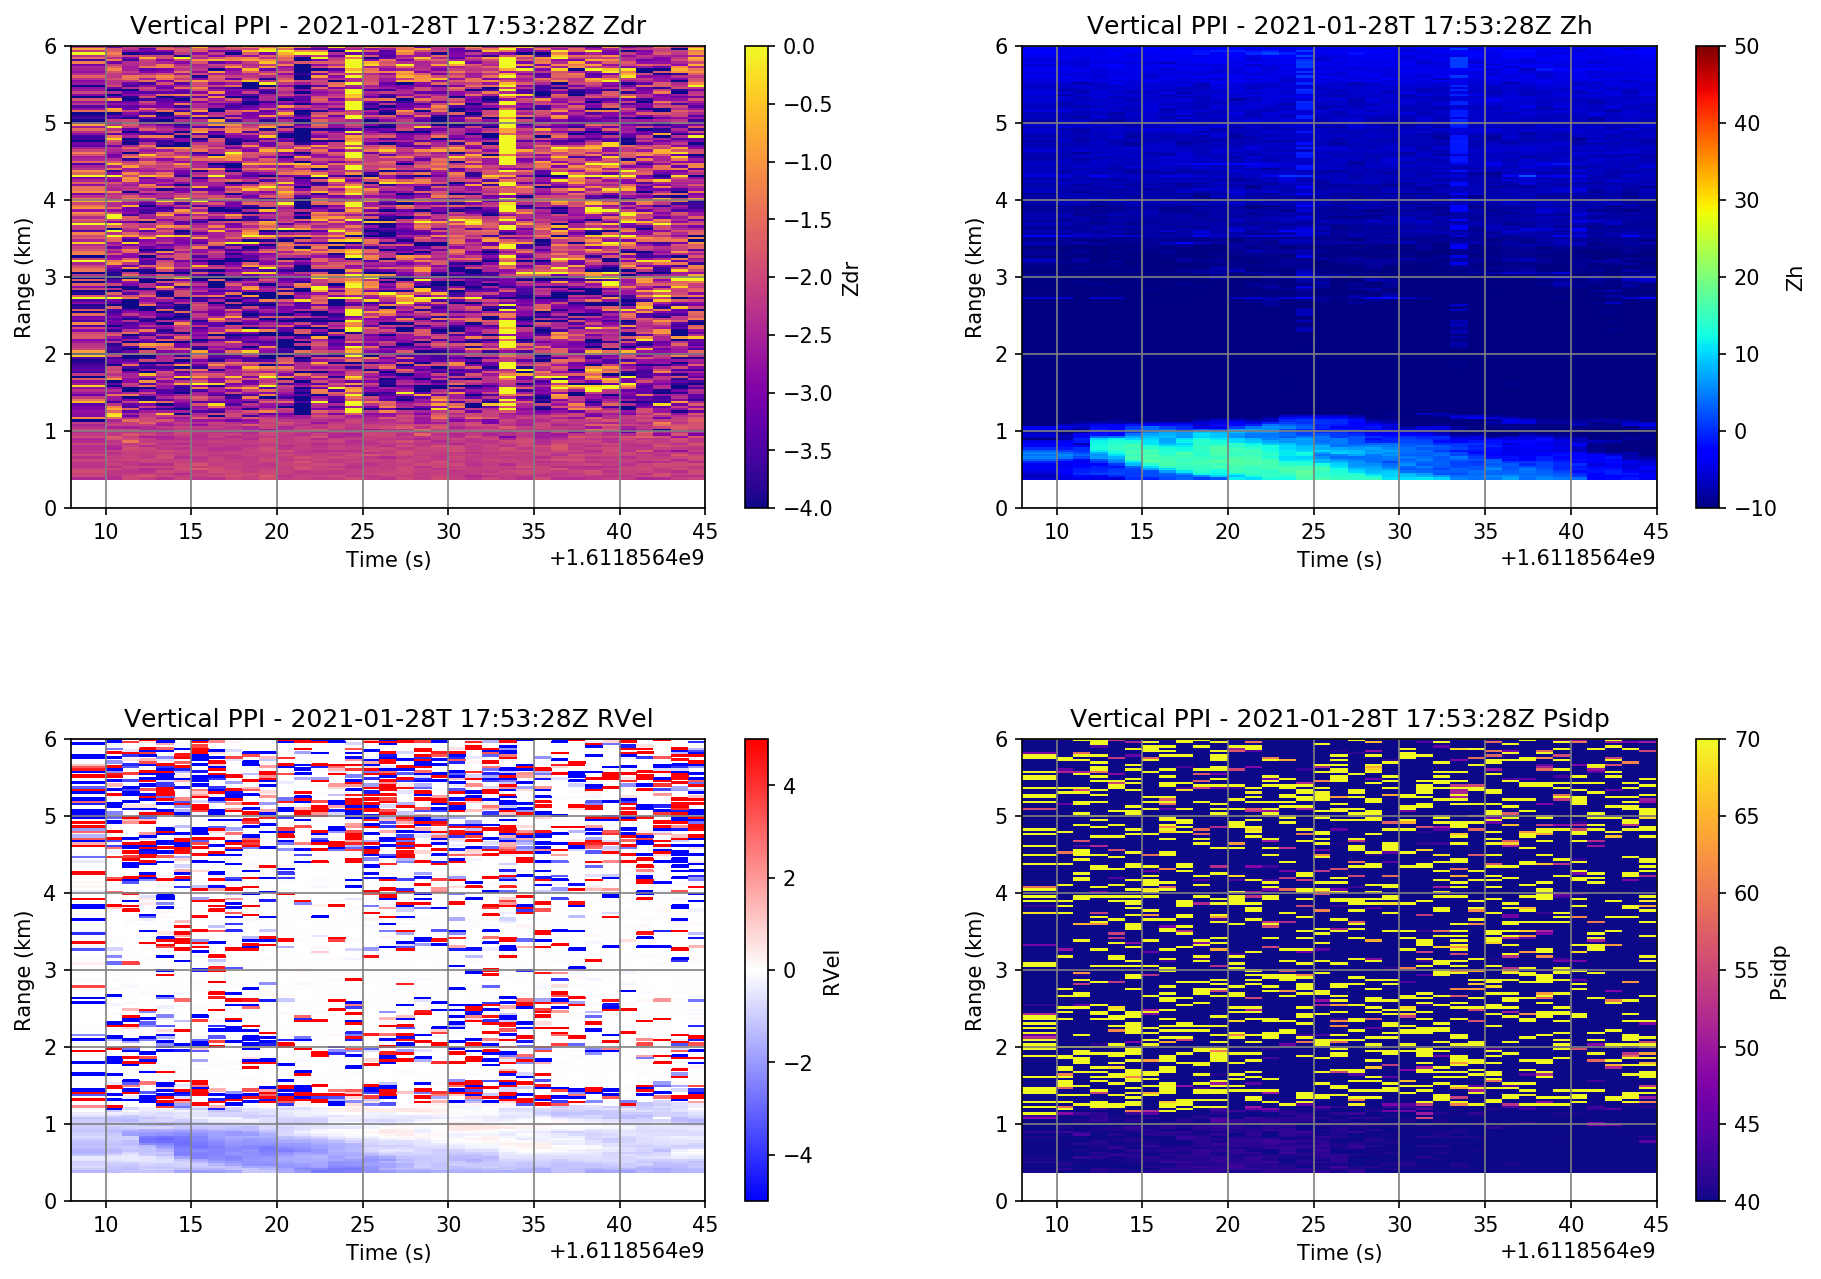 Vertical PPI - 2021-01-28T 17:53:28Z Zdr
6
5
4
3
2
1
0
Range (km)
10 15 20 25 30 35 40 45
Time (s)
+1.6118564e9
0.0
−0.5
−1.0
−1.5
−2.0
−2.5
−3.0
−3.5
−4.0
Zdr
Vertical PPI - 2021-01-28T 17:53:28Z Zh
6
5
4
3
2
1
0
Range (km)
10 15 20 25 30 35 40 45
Time (s)
+1.6118564e9
50
40
30
20
10
0
−10
Zh
Vertical PPI - 2021-01-28T 17:53:28Z RVel
6
5
4
3
2
1
0
Range (km)
10 15 20 25 30 35 40 45
Time (s)
+1.6118564e9
4
2
0
−2
−4
RVel
Vertical PPI - 2021-01-28T 17:53:28Z Psidp
6
5
4
3
2
1
0
Range (km)
10 15 20 25 30 35 40 45
Time (s)
+1.6118564e9
70
65
60
55
50
45
40
Psidp